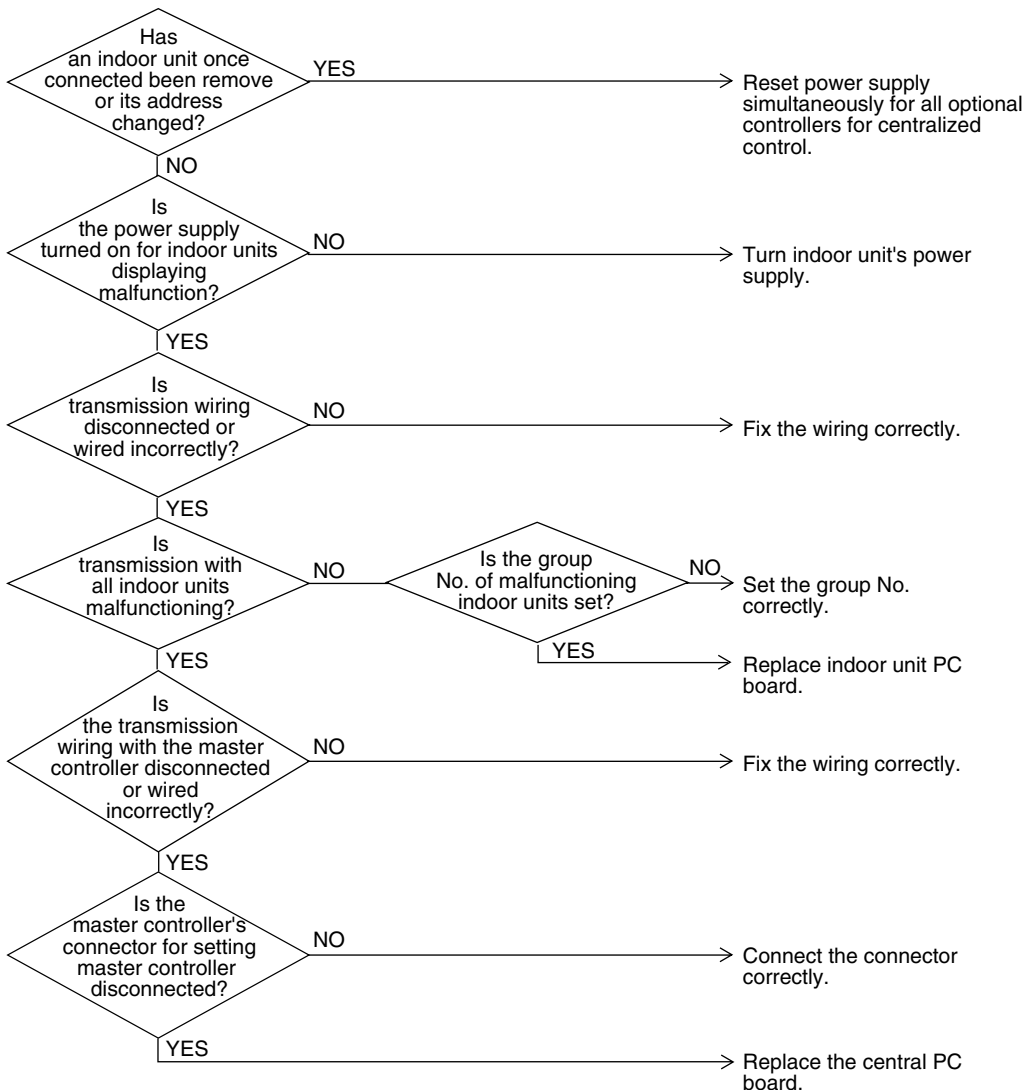 Has
an indoor unit once
connected been remove
or its address
changed?
YES
Reset power supply
simultaneously for all optional
controllers for centralized
control.
NO
Is
the power supply
turned on for indoor units
displaying
malfunction?
NO
Turn indoor unit's power
supply.
YES
Is
transmission wiring
disconnected or
wired incorrectly?
NO
Fix the wiring correctly.
YES
Is
transmission with
all indoor units
malfunctioning?
NO
Is the group
No. of malfunctioning
indoor units set?
NO
Set the group No.
correctly.
YES
Replace indoor unit PC
board.
YES
Is
the transmission
wiring with the master
controller disconnected
or wired
incorrectly?
NO
Fix the wiring correctly.
YES
Is the
master controller's
connector for setting
master controller
disconnected?
NO
Connect the connector
correctly.
YES
Replace the central PC
board.